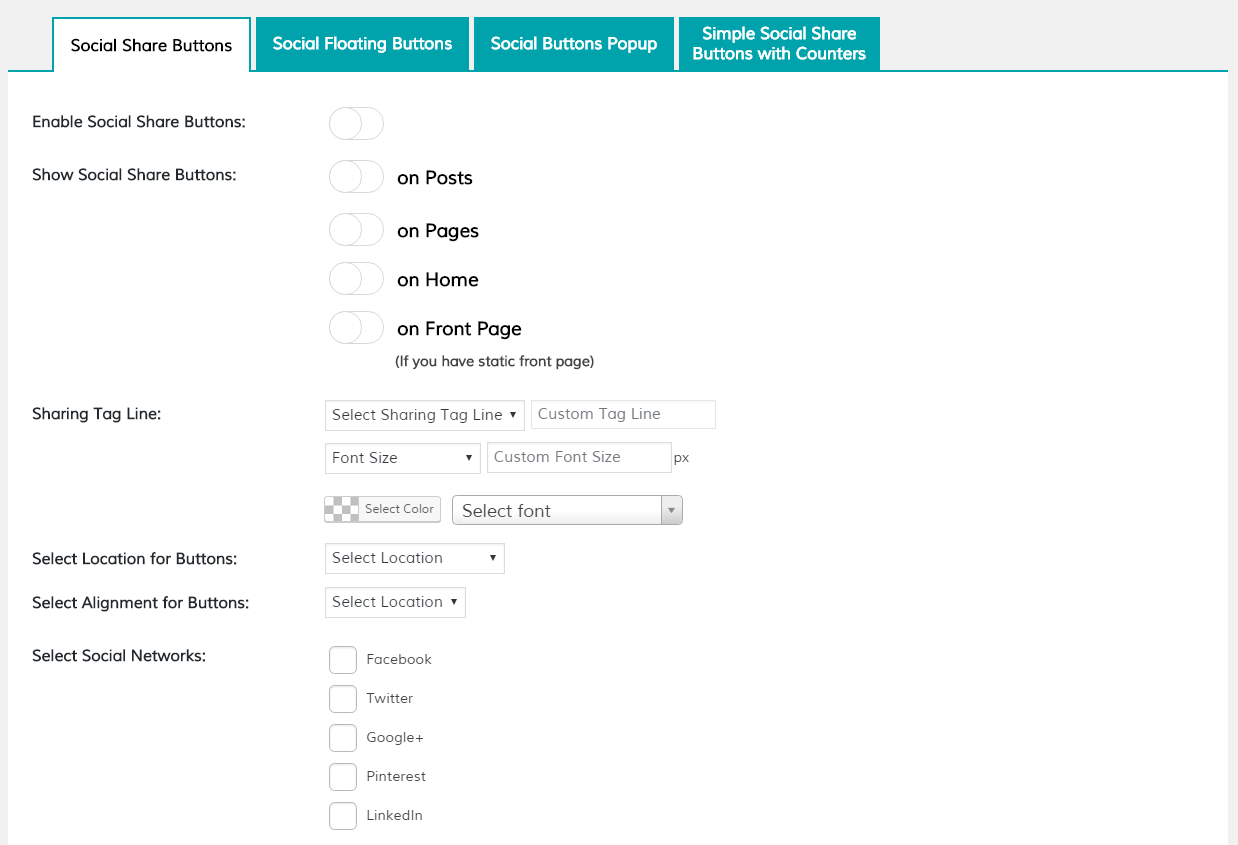 Social Share Buttons
Social Floating Buttons
Social Buttons Popup
Simple Social Share
Buttons with Counters
Enable Social Share Buttons:
Show Social Share Buttons:
on Posts
on Pages
on Home
on Front Page
(If you have static front page)
Sharing Tag Line:
Select Sharing Tag Line
Custom Tag Line
Font Size
Custom Font Size
px
Select Color
Select font
Select Location for Buttons:
Select Location
Select Alignment for Buttons:
Select Location
Select Social Networks:
Facebook
Twitter
Google+
Pinterest
LinkedIn